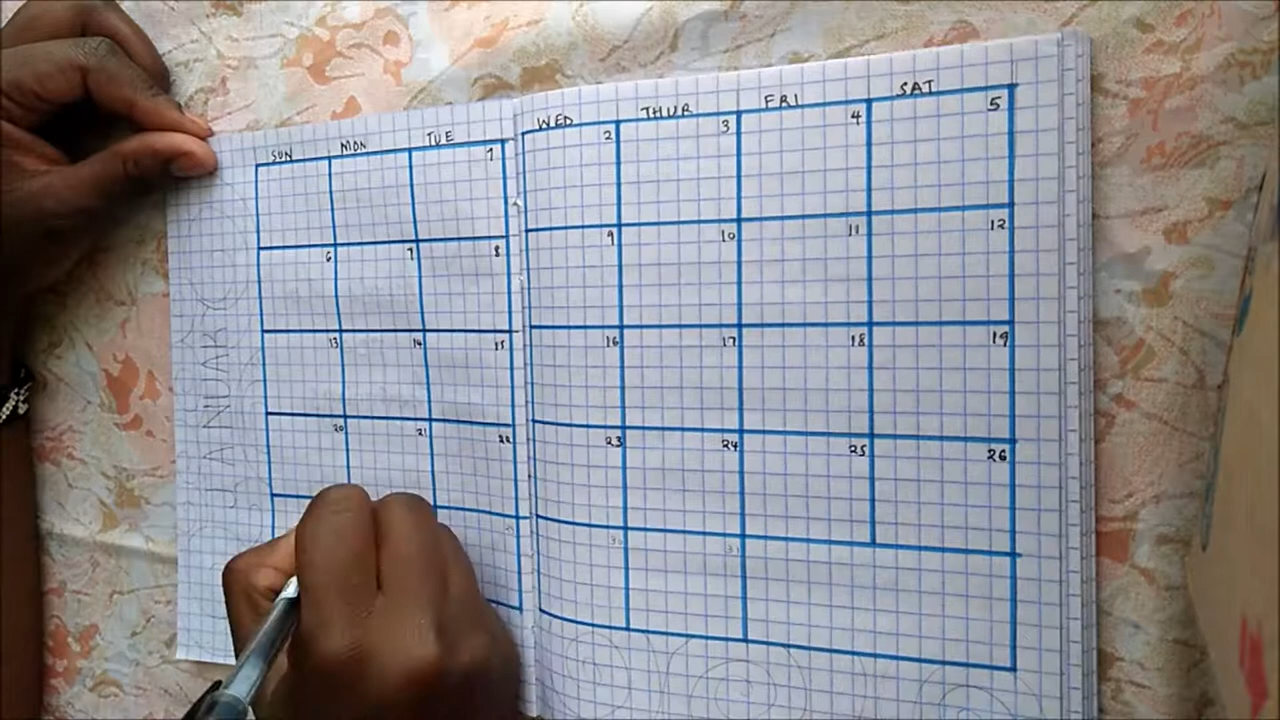 SUN MON TUE WED THUR FRI SAT
1 2 3 4 5
6 7 8 9 10 11 12
13 14 15 16 17 18 19
20 21 22 23 24 25 26
30 31
JANUARY